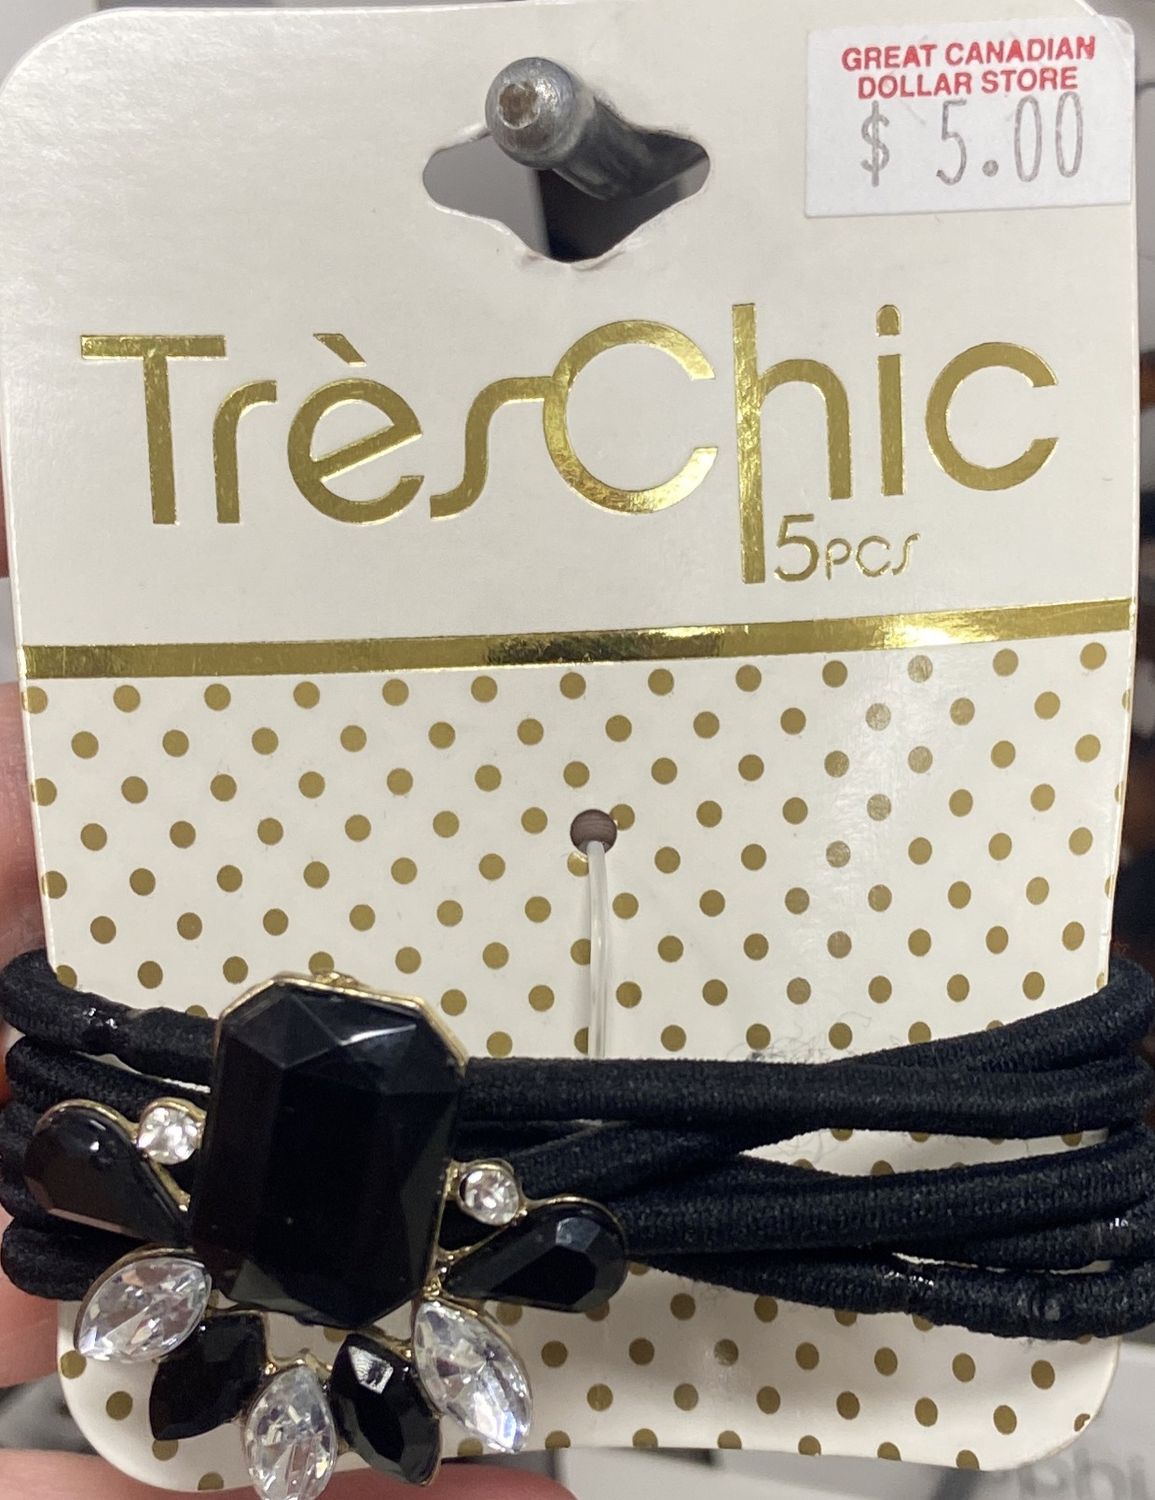 GREAT CANADIAN
DOLLAR STORE
$ 5.00
TrèsChic
5pcs